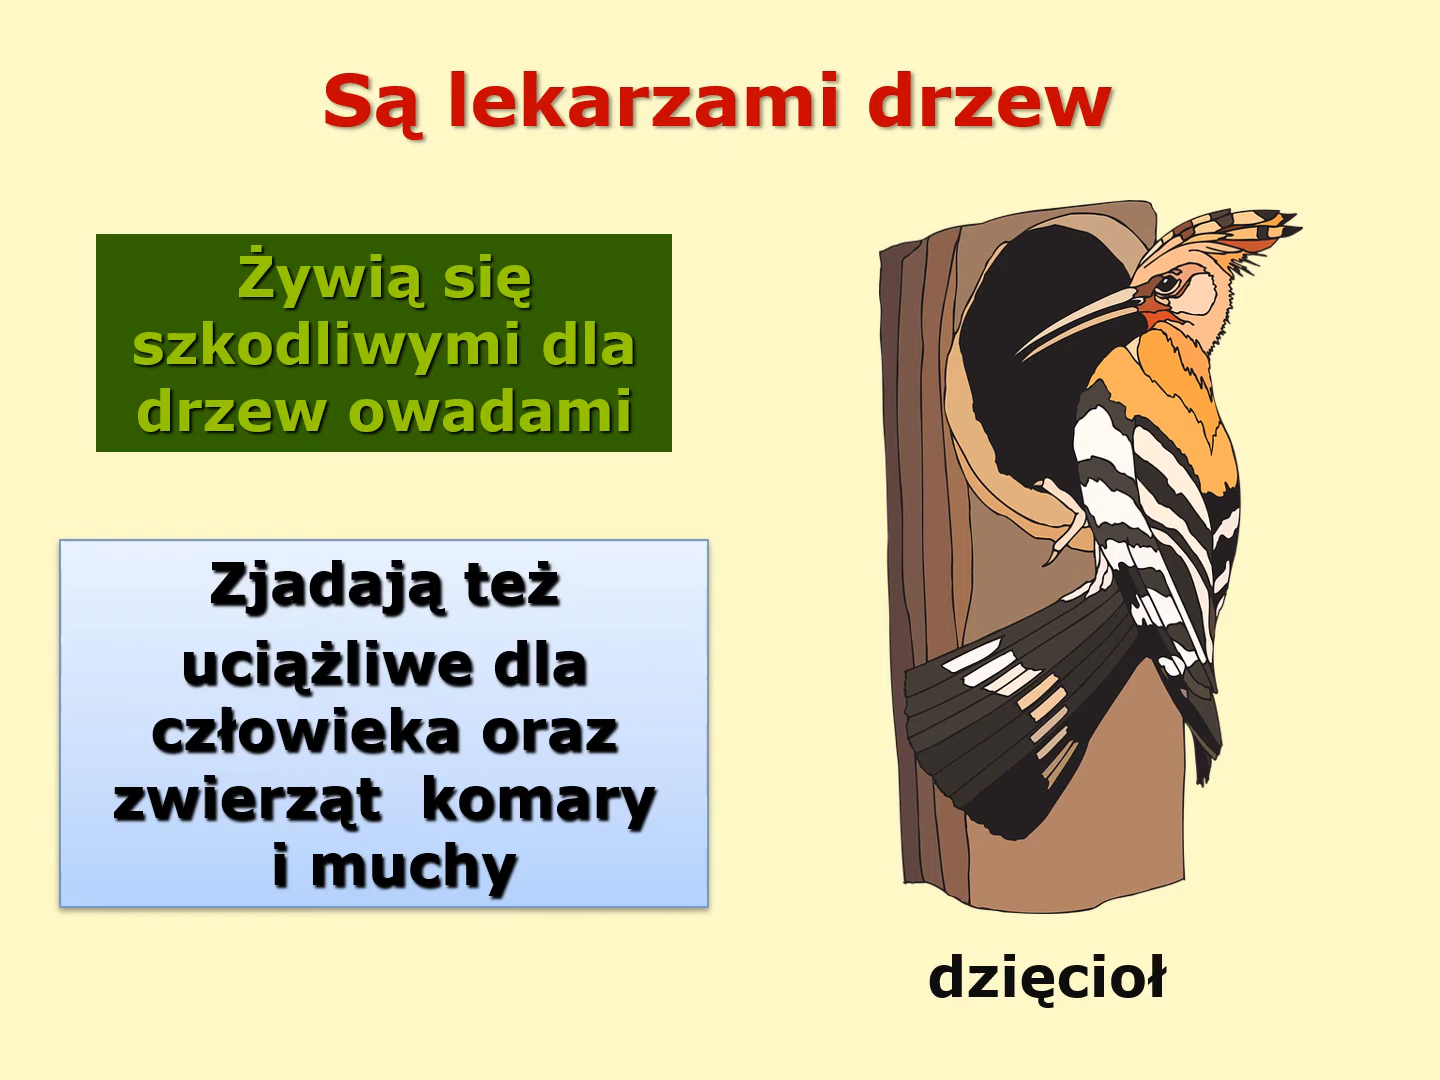 Są lekarzami drzew
Żywią się
szkodliwymi dla
drzew owadami
Zjadają też
uciążliwe dla
człowieka oraz
zwierząt  komary
i muchy
dzięcioł